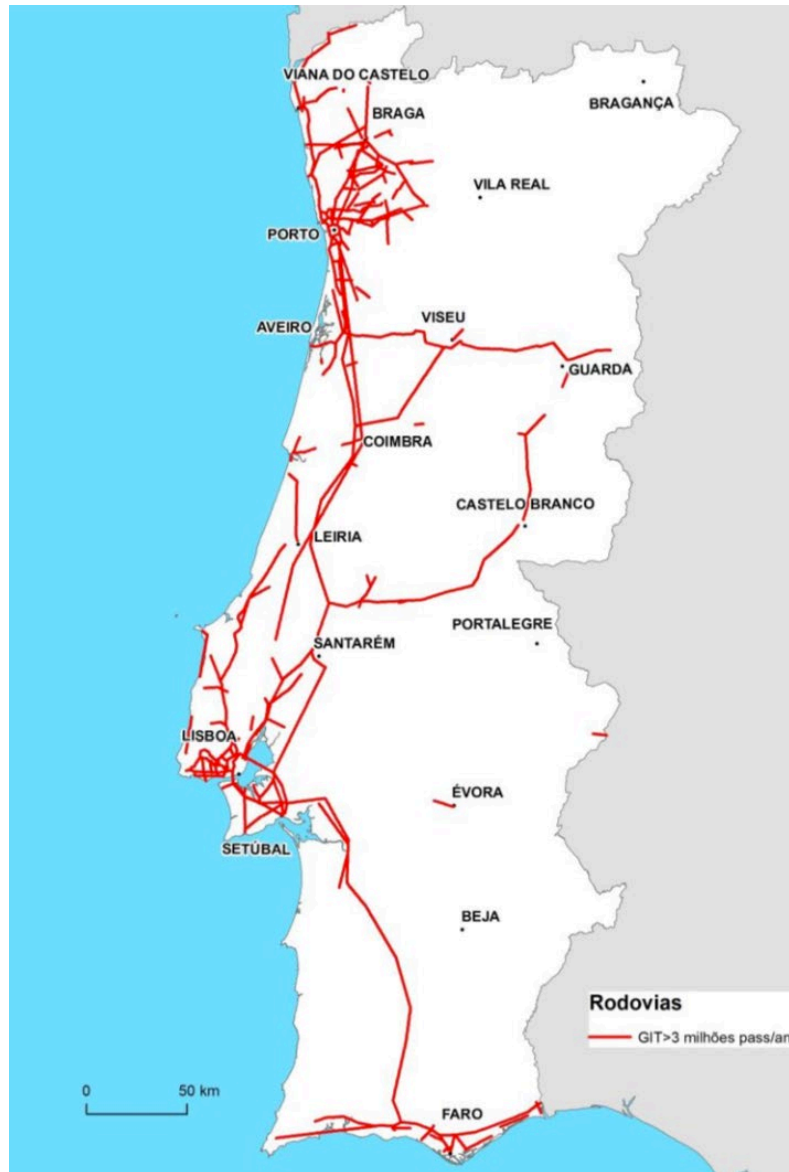 VIANA DO CASTELO
BRAGANÇA
BRAGA
VILA REAL
PORTO
AVEIRO
VISEU
GUARDA
COIMBRA
CASTELO BRANCO
LEIRIA
PORTALEGRE
SANTARÉM
LISBOA
ÉVORA
SETÚBAL
BEJA
Rodovias
GIT>3 milhões pass/an
0 50 km
FARO